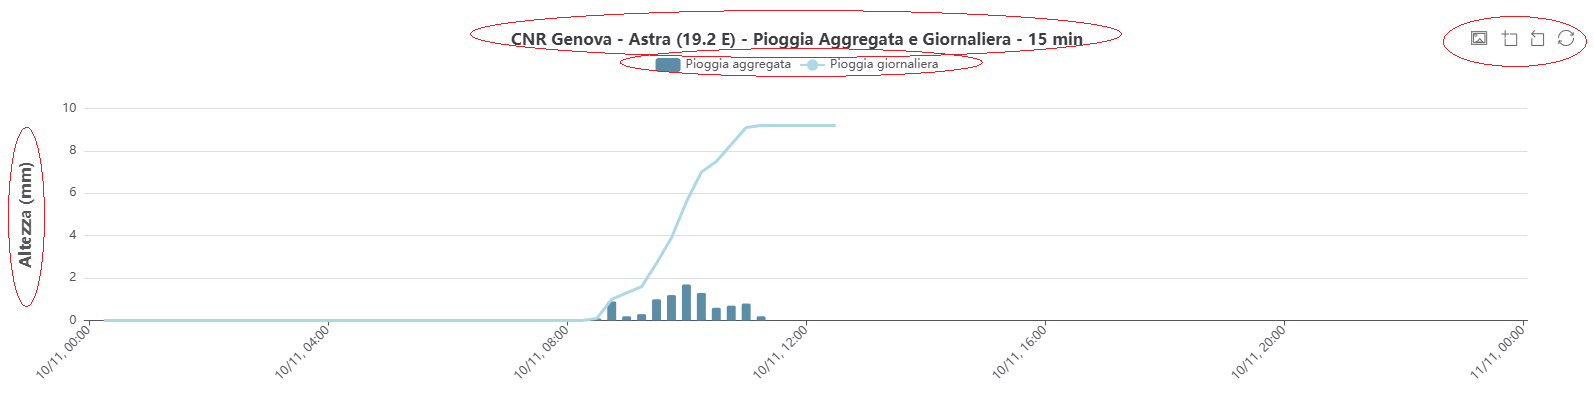 CNR Genova - Astra (19.2 E) - Pioggia Aggregata e Giornaliera - 15 min
Pioggia aggregata Pioggia giornaliera
Altezza (mm)
10
8
6
4
2
0
10/11, 00:00 10/11, 04:00 10/11, 08:00 10/11, 12:00 10/11, 16:00 10/11, 20:00 11/11, 00:00